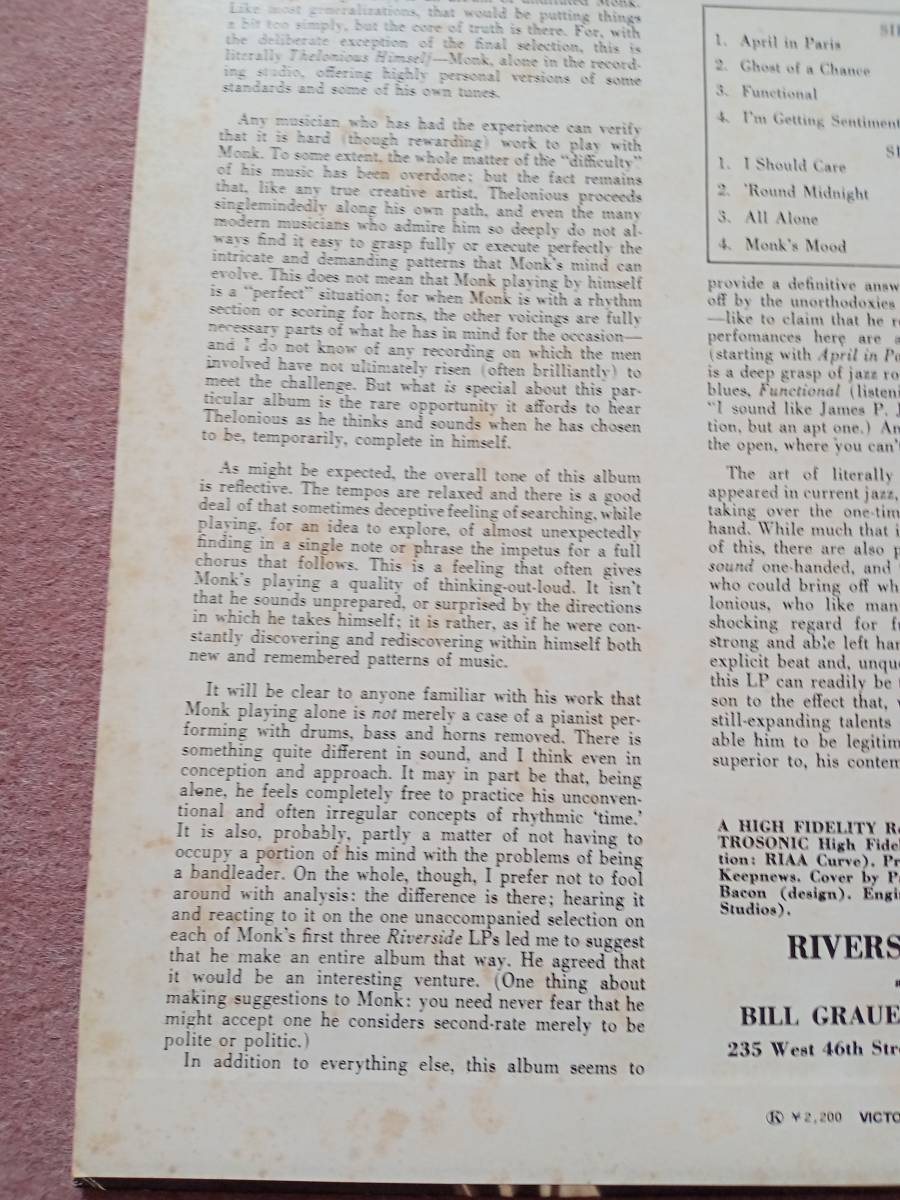 Like most generalizations, that would be putting things
a bit too simply, but the core of truth is there. For, with
the deliberate exception of the final selection, this is
literally Thelonious Himself—Monk, alone in the record-
ing studio, offering highly personal versions of some
standards and some of his own tunes.
Any musician who has had the experience can verify
that it is hard (though rewarding) work to play with
Monk. To some extent, the whole matter of the “difficulty”
of his music has been overdone; but the fact remains
that, like any true creative artist, Thelonious proceeds
singlemindedly along his own path, and even the many
modern musicians who admire him so deeply do not al-
ways find it easy to grasp fully or execute perfectly the
intricate and demanding patterns that Monk's mind can
evolve. This does not mean that Monk playing by himself
is a “perfect” situation; for when Monk is with a rhythm
section or scoring for horns, the other voicings are fully
necessary parts of what he has in mind for the occasion—
and I do not know of any recording on which the men
involved have not ultimately risen (often brilliantly) to
meet the challenge. But what is special about this par-
ticular album is the rare opportunity it affords to hear
Thelonious as he thinks and sounds when he has chosen
to be, temporarily, complete in himself.
As might be expected, the overall tone of this album
is reflective. The tempos are relaxed and there is a good
deal of that sometimes deceptive feeling of searching, while
playing, for an idea to explore, of almost unexpectedly
finding in a single note or phrase the impetus for a full
chorus that follows. This is a feeling that often gives
Monk's playing a quality of thinking-out-loud. It isn't
that he sounds unprepared, or surprised by the directions
in which he takes himself; it is rather, as if he were con-
stantly discovering and rediscovering within himself both
new and remembered patterns of music.
It will be clear to anyone familiar with his work that
Monk playing alone is not merely a case of a pianist per-
forming with drums, bass and horns removed. There is
something quite different in sound, and I think even in
conception and approach. It may in part be that, being
alone, he feels completely free to practice his unconven-
tional and often irregular concepts of rhythmic ‘time.’
It is also, probably, partly a matter of not having to
occupy a portion of his mind with the problems of being
a bandleader. On the whole, though, I prefer not to fool
around with analysis: the difference is there; hearing it
and reacting to it on the one unaccompanied selection on
each of Monk's first three Riverside LPs led me to suggest
that he make an entire album that way. He agreed that
it would be an interesting venture. (One thing about
making suggestions to Monk: you need never fear that he
might accept one he considers second-rate merely to be
polite or politic.)
In addition to everything else, this album seems to
1. April in Paris
2. Ghost of a Chance
3. Functional
4. I'm Getting Sentiment
1. I Should Care
2. 'Round Midnight
3. All Alone
4. Monk's Mood
provide a definitive answ
off by the unorthodoxies
—like to claim that he r
perfomances here are a
(starting with April in Pa
is a deep grasp of jazz ro
blues, Functional (listeni
“I sound like James P. J
tion, but an apt one.) An
the open, where you can't
The art of literally
appeared in current jazz,
taking over the one-tim
hand. While much that i
of this, there are also p
sound one-handed, and
who could bring off wh
lonious, who like man
shocking regard for f
strong and able left har
explicit beat and, unqu
this LP can readily be
son to the effect that,
still-expanding talents
able him to be legitim
superior to, his conten
A HIGH FIDELITY R
TROSONIC High Fide
tion: RIAA Curve). Pr
Keepnews. Cover by P
Bacon (design). Engi
Studios).
RIVERS
BILL GRAUE
235 West 46th Str
Ⓚ ¥2,200 VICTO